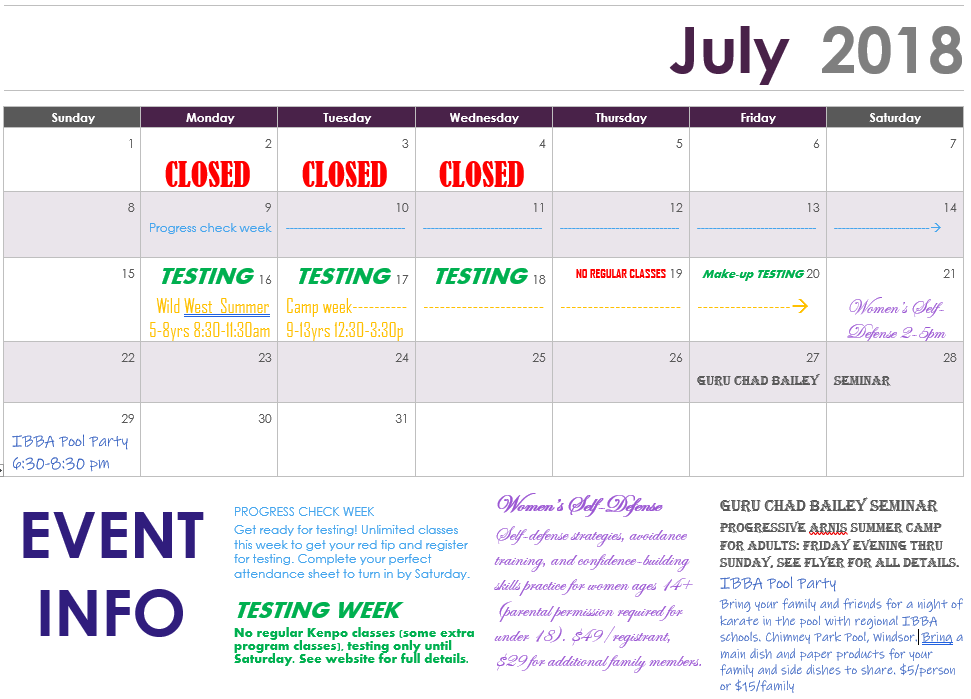 July 2018
Sunday Monday Tuesday Wednesday Thursday Friday Saturday
1 2 3 4 5 6 7
CLOSED CLOSED CLOSED
8 9 10 11 12 13 14
Progress check week
15 TESTING 16 TESTING 17 TESTING 18 NO REGULAR CLASSES 19 Make-up TESTING 20 21
Wild West Summer Camp week Women's Self-
5-8yrs 8:30-11:30am 9-13yrs 12:30-3:30p Defense 2-5pm
22 23 24 25 26 27 28
GURU CHAD BAILEY SEMINAR
29 30 31
IBBA Pool Party
6:30-8:30 pm
EVENT
INFO
PROGRESS CHECK WEEK
Get ready for testing! Unlimited classes
this week to get your red tip and register
for testing. Complete your perfect
attendance sheet to turn in by Saturday.
TESTING WEEK
No regular Kenpo classes (some extra
program classes), testing only until
Saturday. See website for full details.
Women's Self-Defense
Self-defense strategies, avoidance
training, and confidence-building
skills practice for women ages 14+
(parental permission required for
under 18). $49/registrant,
$29 for additional family members.
GURU CHAD BAILEY SEMINAR
PROGRESSIVE ARNIS SUMMER CAMP
FOR ADULTS: FRIDAY EVENING THRU
SUNDAY, SEE FLYER FOR ALL DETAILS.
IBBA Pool Party
Bring your family and friends for a night of
karate in the pool with regional IBBA
schools. Chimney Park Pool, Windsor. Bring a
main dish and paper products for your
family and side dishes to share. $5/person
or $15/family